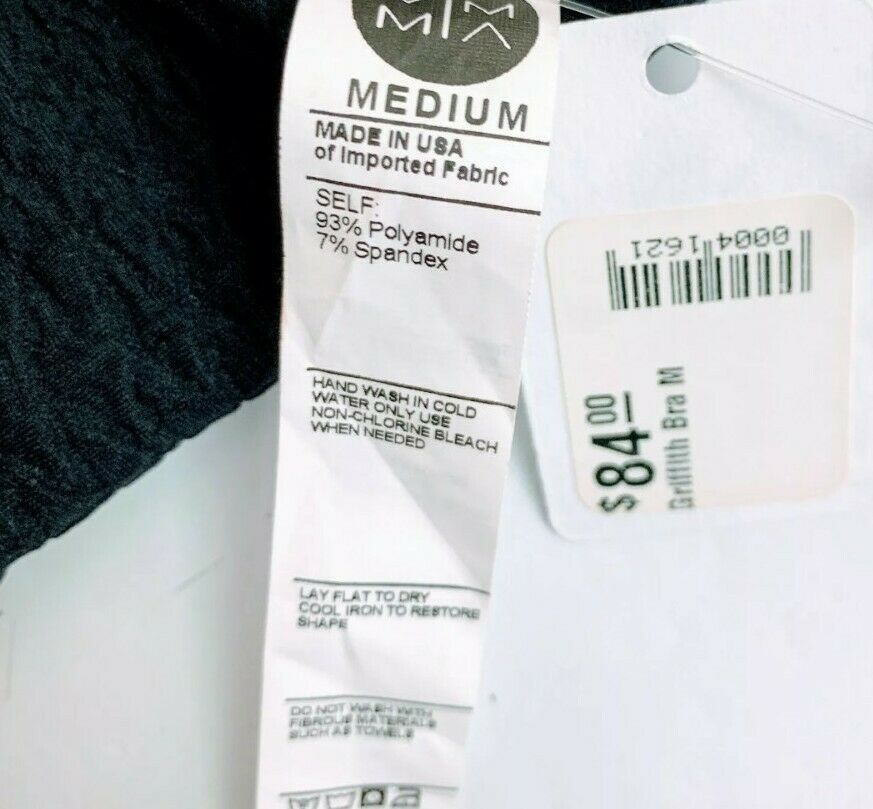 MEDIUM
MADE IN USA
of Imported Fabric
SELF:
93% Polyamide
7% Spandex
HAND WASH IN COLD
WATER ONLY USE
NON-CHLORINE BLEACH
WHEN NEEDED
LAY FLAT TO DRY
COOL IRON TO RESTORE
SHAPE
DO NOT WASH WITH
FIBROUS MATERIALS
SUCH AS TOWELS
00041621
$8400
Griffith Bra M